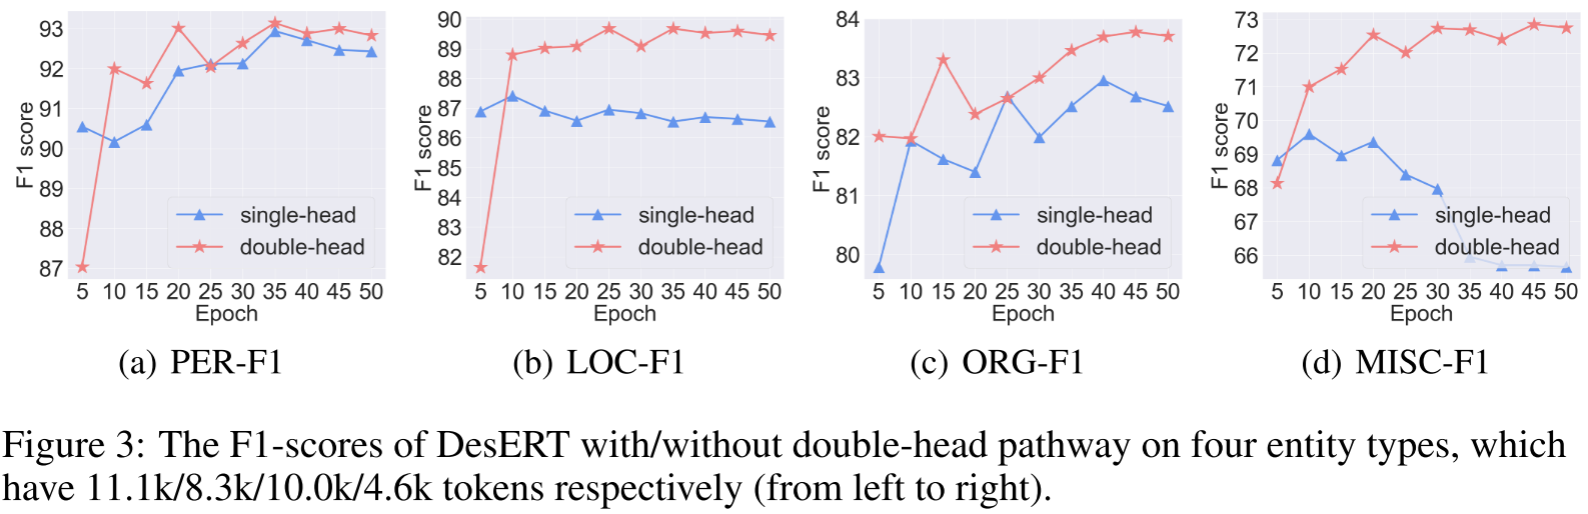 F1 score
93
92
91
90
89
88
87
single-head
double-head
5 10 15 20 25 30 35 40 45 50
Epoch
(a) PER-F1
F1 score
90
89
88
87
86
85
84
83
82
single-head
double-head
5 10 15 20 25 30 35 40 45 50
Epoch
(b) LOC-F1
F1 score
84
83
82
81
80
single-head
double-head
5 10 15 20 25 30 35 40 45 50
Epoch
(c) ORG-F1
F1 score
73
72
71
70
69
68
67
66
single-head
double-head
5 10 15 20 25 30 35 40 45 50
Epoch
(d) MISC-F1
Figure 3: The F1-scores of DesERT with/without double-head pathway on four entity types, which
have 11.1k/8.3k/10.0k/4.6k tokens respectively (from left to right).